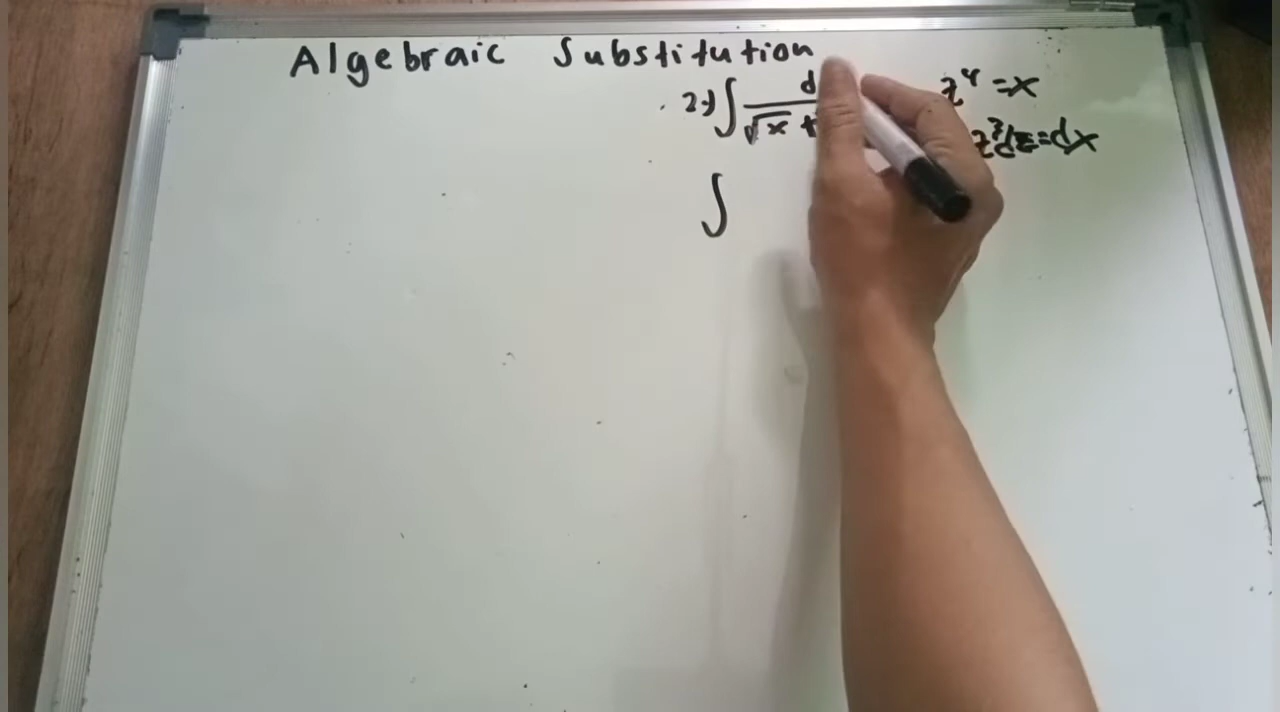 Algebraic Substitution
2.) ∫ d
√x +
z⁴ = x
z³dz = dx
∫